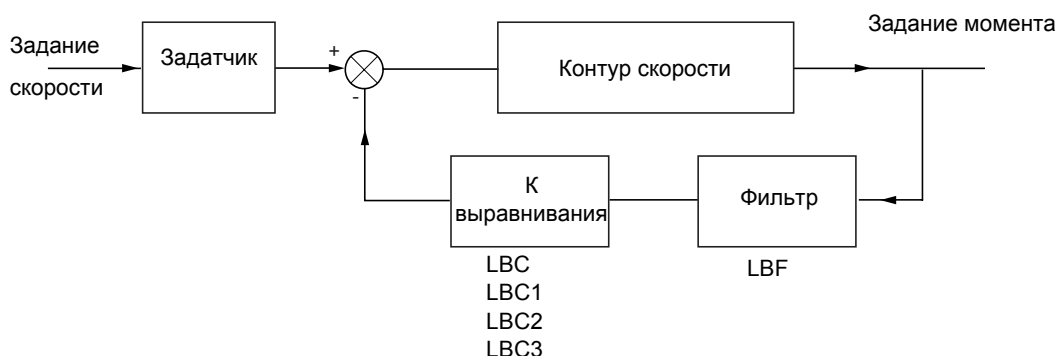 Задание момента
Задание
скорости
Задатчик
+
-
Контур скорости
К
выравнивания
Фильтр
LBC
LBC1
LBC2
LBC3
LBF